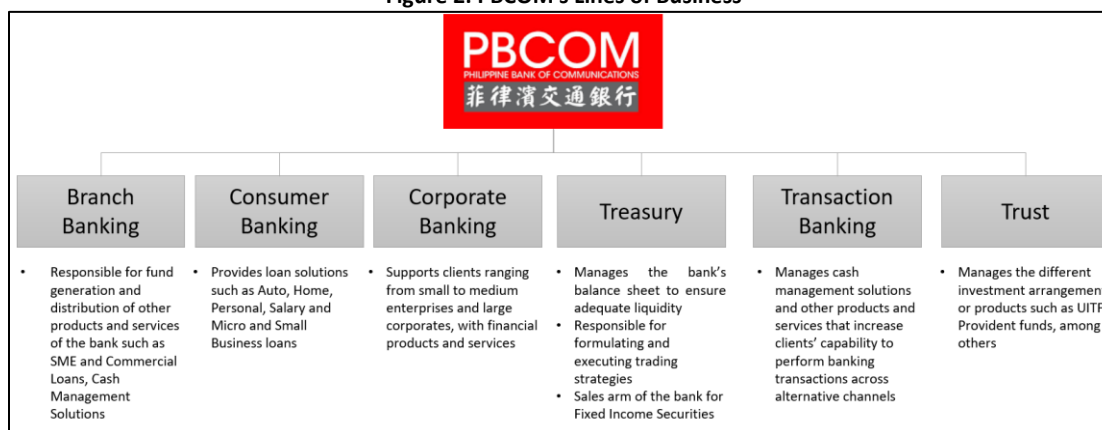 Figure 2: PBCOM's Lines of Business
PBCOM
PHILIPPINE BANK OF COMMUNICATIONS
菲律濱交通銀行
Branch
Banking
• Responsible for fund
generation and
distribution of other
products and services
of the bank such as
SME and Commercial
Loans, Cash
Management
Solutions
Consumer
Banking
• Provides loan solutions
such as Auto, Home,
Personal, Salary and
Micro and Small
Business loans
Corporate
Banking
• Supports clients ranging
from small to medium
enterprises and large
corporates, with financial
products and services
Treasury
• Manages the bank's
balance sheet to ensure
adequate liquidity
• Responsible for
formulating and
executing trading
strategies
• Sales arm of the bank for
Fixed Income Securities
Transaction
Banking
• Manages cash
management solutions
and other products and
services that increase
clients' capability to
perform banking
transactions across
alternative channels
Trust
• Manages the different
investment arrangement
or products such as UITF
Provident funds, among
others